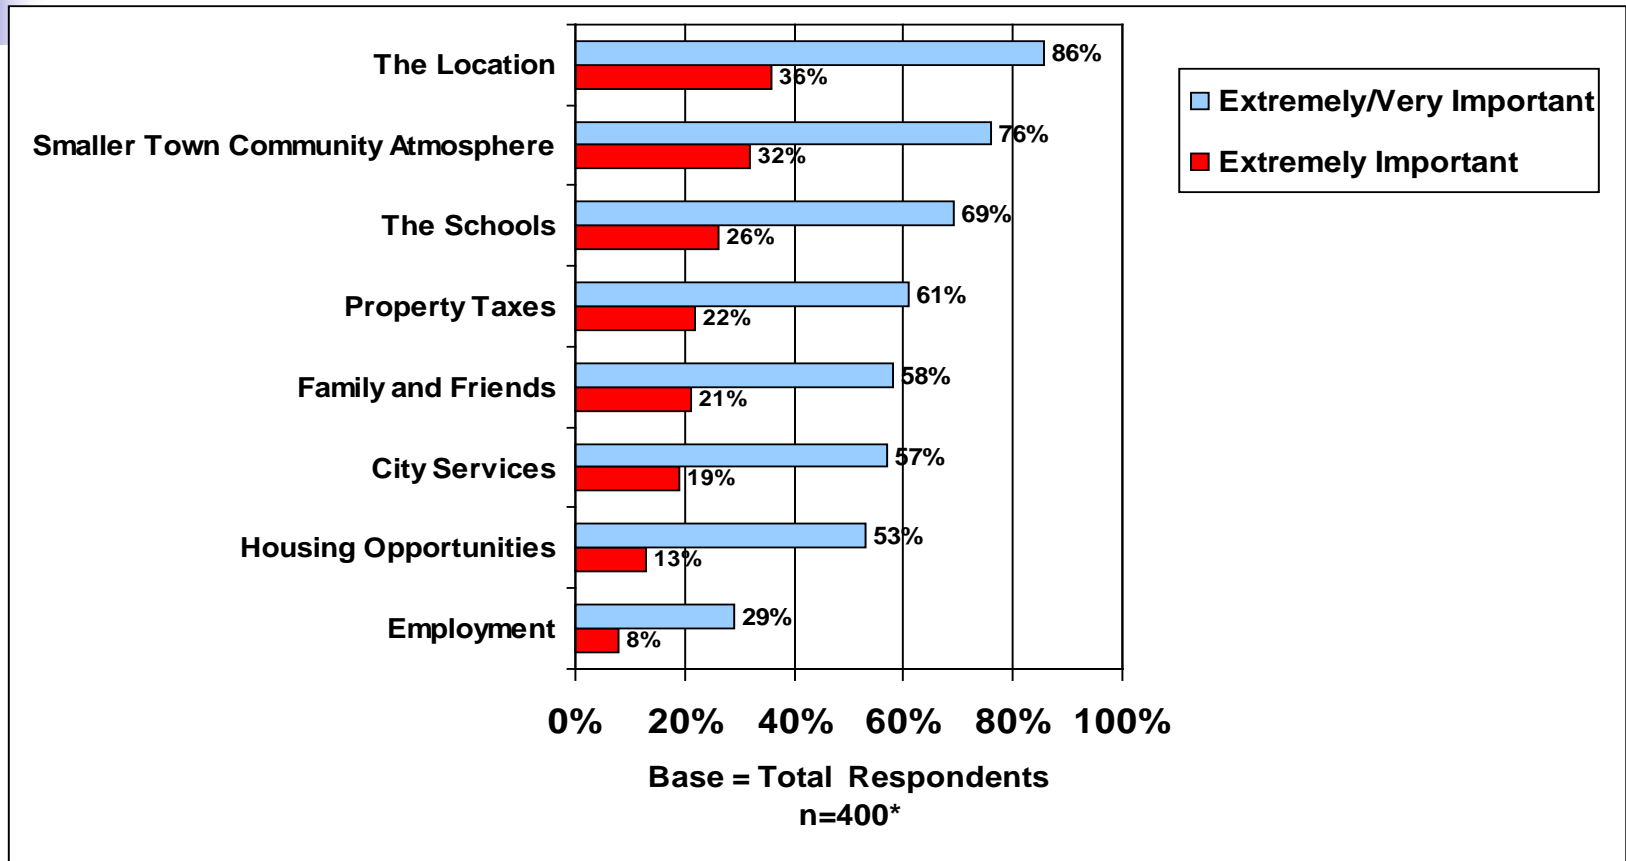 The Location
86%
36%
Smaller Town Community Atmosphere
76%
32%
The Schools
69%
26%
Property Taxes
61%
22%
Family and Friends
58%
21%
City Services
57%
19%
Housing Opportunities
53%
13%
Employment
29%
8%
0% 20% 40% 60% 80% 100%
Base = Total Respondents
n=400*
Extremely/Very Important
Extremely Important